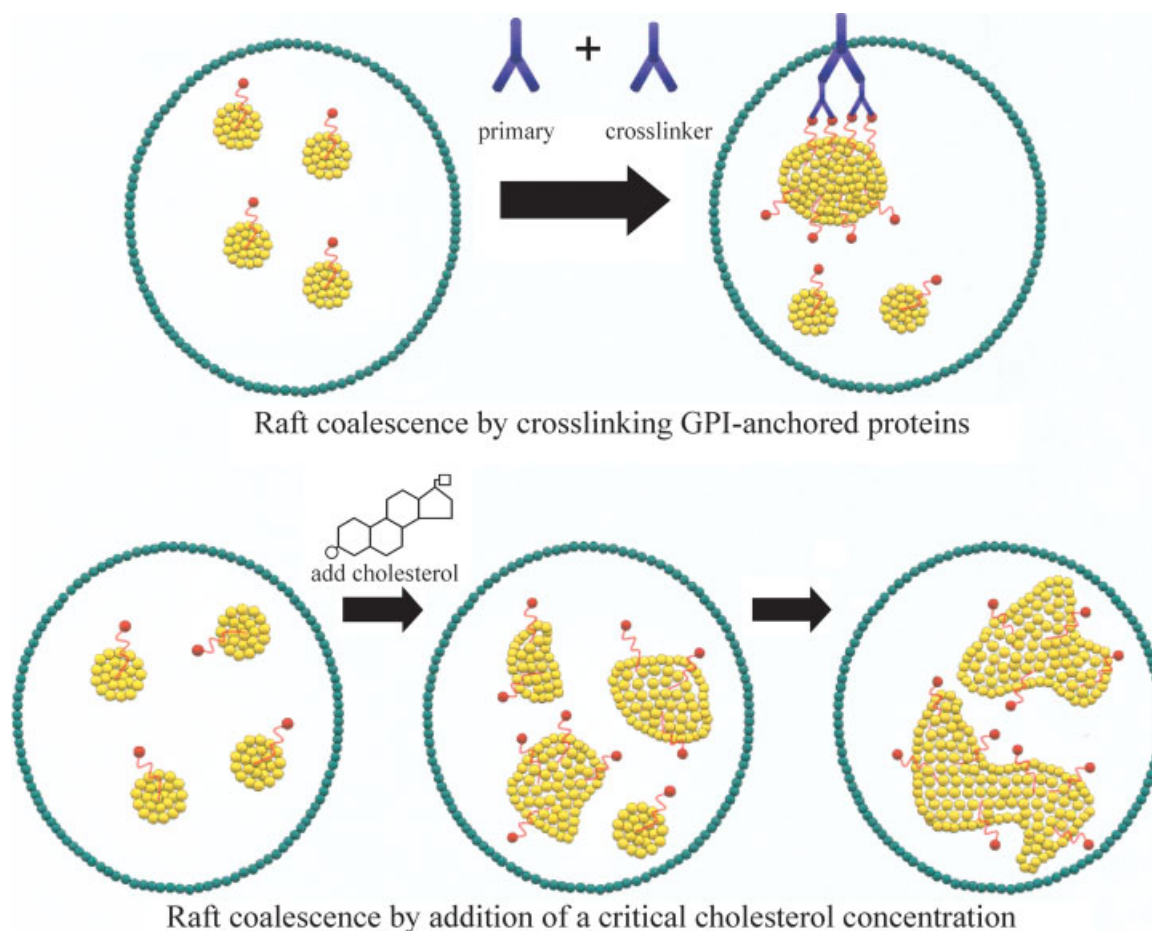 +
primary
crosslinker
Raft coalescence by crosslinking GPI-anchored proteins
add cholesterol
Raft coalescence by addition of a critical cholesterol concentration